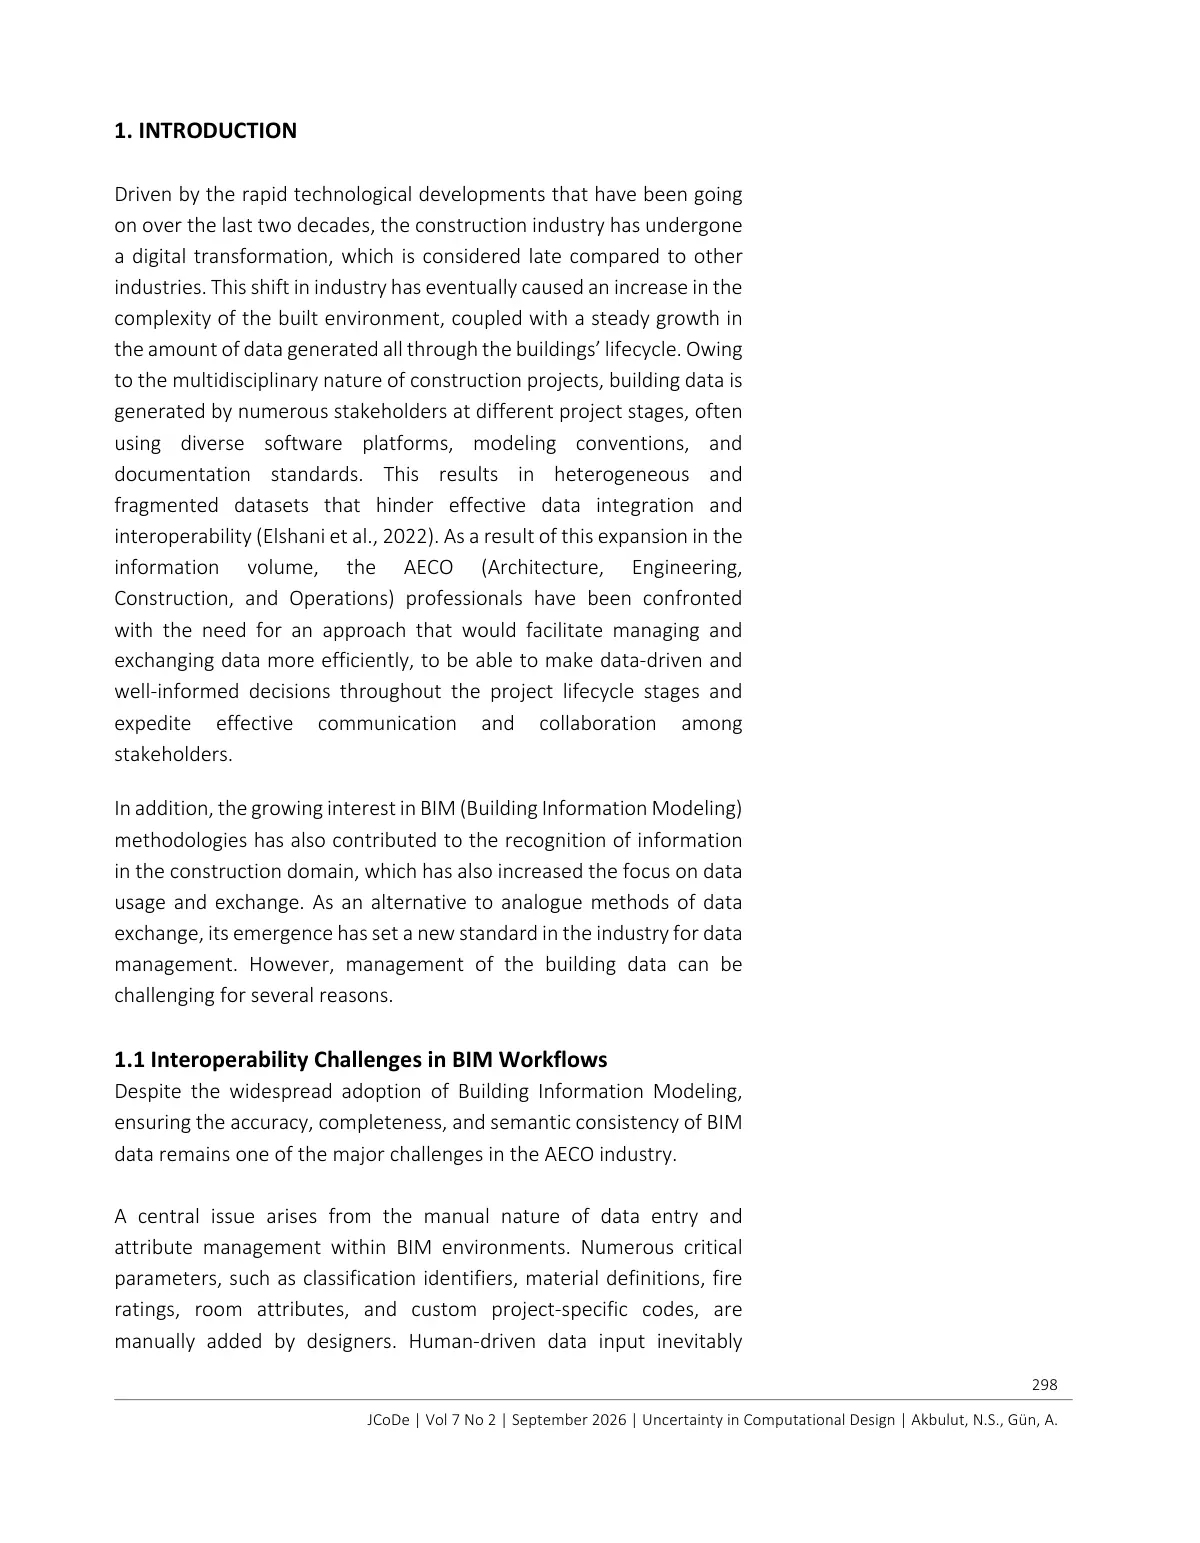 1. INTRODUCTION
Driven by the rapid technological developments that have been going
on over the last two decades, the construction industry has undergone
a digital transformation, which is considered late compared to other
industries. This shift in industry has eventually caused an increase in the
complexity of the built environment, coupled with a steady growth in
the amount of data generated all through the buildings’ lifecycle. Owing
to the multidisciplinary nature of construction projects, building data is
generated by numerous stakeholders at different project stages, often
using diverse software platforms, modeling conventions, and
documentation standards. This results in heterogeneous and
fragmented datasets that hinder effective data integration and
interoperability (Elshani et al., 2022). As a result of this expansion in the
information volume, the AECO (Architecture, Engineering,
Construction, and Operations) professionals have been confronted
with the need for an approach that would facilitate managing and
exchanging data more efficiently, to be able to make data-driven and
well-informed decisions throughout the project lifecycle stages and
expedite effective communication and collaboration among
stakeholders.
In addition, the growing interest in BIM (Building Information Modeling)
methodologies has also contributed to the recognition of information
in the construction domain, which has also increased the focus on data
usage and exchange. As an alternative to analogue methods of data
exchange, its emergence has set a new standard in the industry for data
management. However, management of the building data can be
challenging for several reasons.
1.1 Interoperability Challenges in BIM Workflows
Despite the widespread adoption of Building Information Modeling,
ensuring the accuracy, completeness, and semantic consistency of BIM
data remains one of the major challenges in the AECO industry.
A central issue arises from the manual nature of data entry and
attribute management within BIM environments. Numerous critical
parameters, such as classification identifiers, material definitions, fire
ratings, room attributes, and custom project-specific codes, are
manually added by designers. Human-driven data input inevitably
298
JCoDe | Vol 7 No 2 | September 2026 | Uncertainty in Computational Design | Akbulut, N.S., Gün, A.